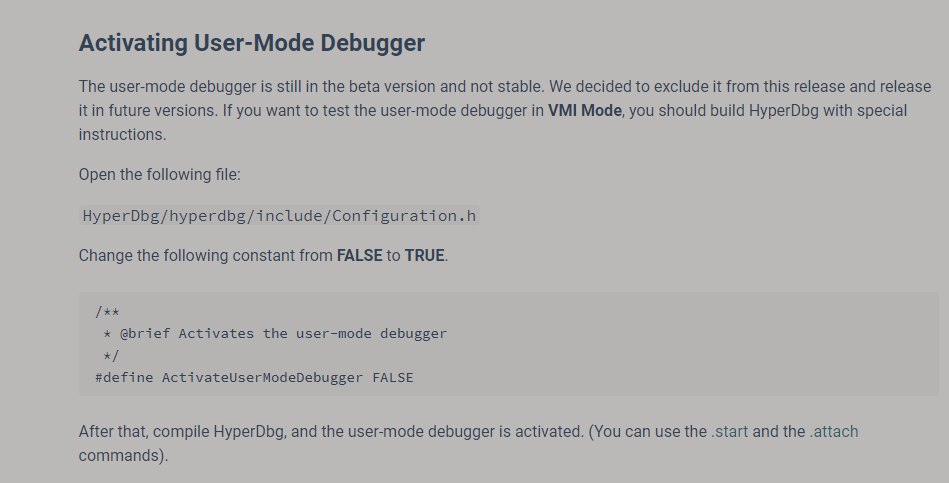 Activating User-Mode Debugger
The user-mode debugger is still in the beta version and not stable. We decided to exclude it from this release and release
it in future versions. If you want to test the user-mode debugger in VMI Mode, you should build HyperDbg with special
instructions.
Open the following file:
HyperDbg/hyperdbg/include/Configuration.h
Change the following constant from FALSE to TRUE.
/**
 * @brief Activates the user-mode debugger
 */
#define ActivateUserModeDebugger FALSE
After that, compile HyperDbg, and the user-mode debugger is activated. (You can use the .start and the .attach
commands).